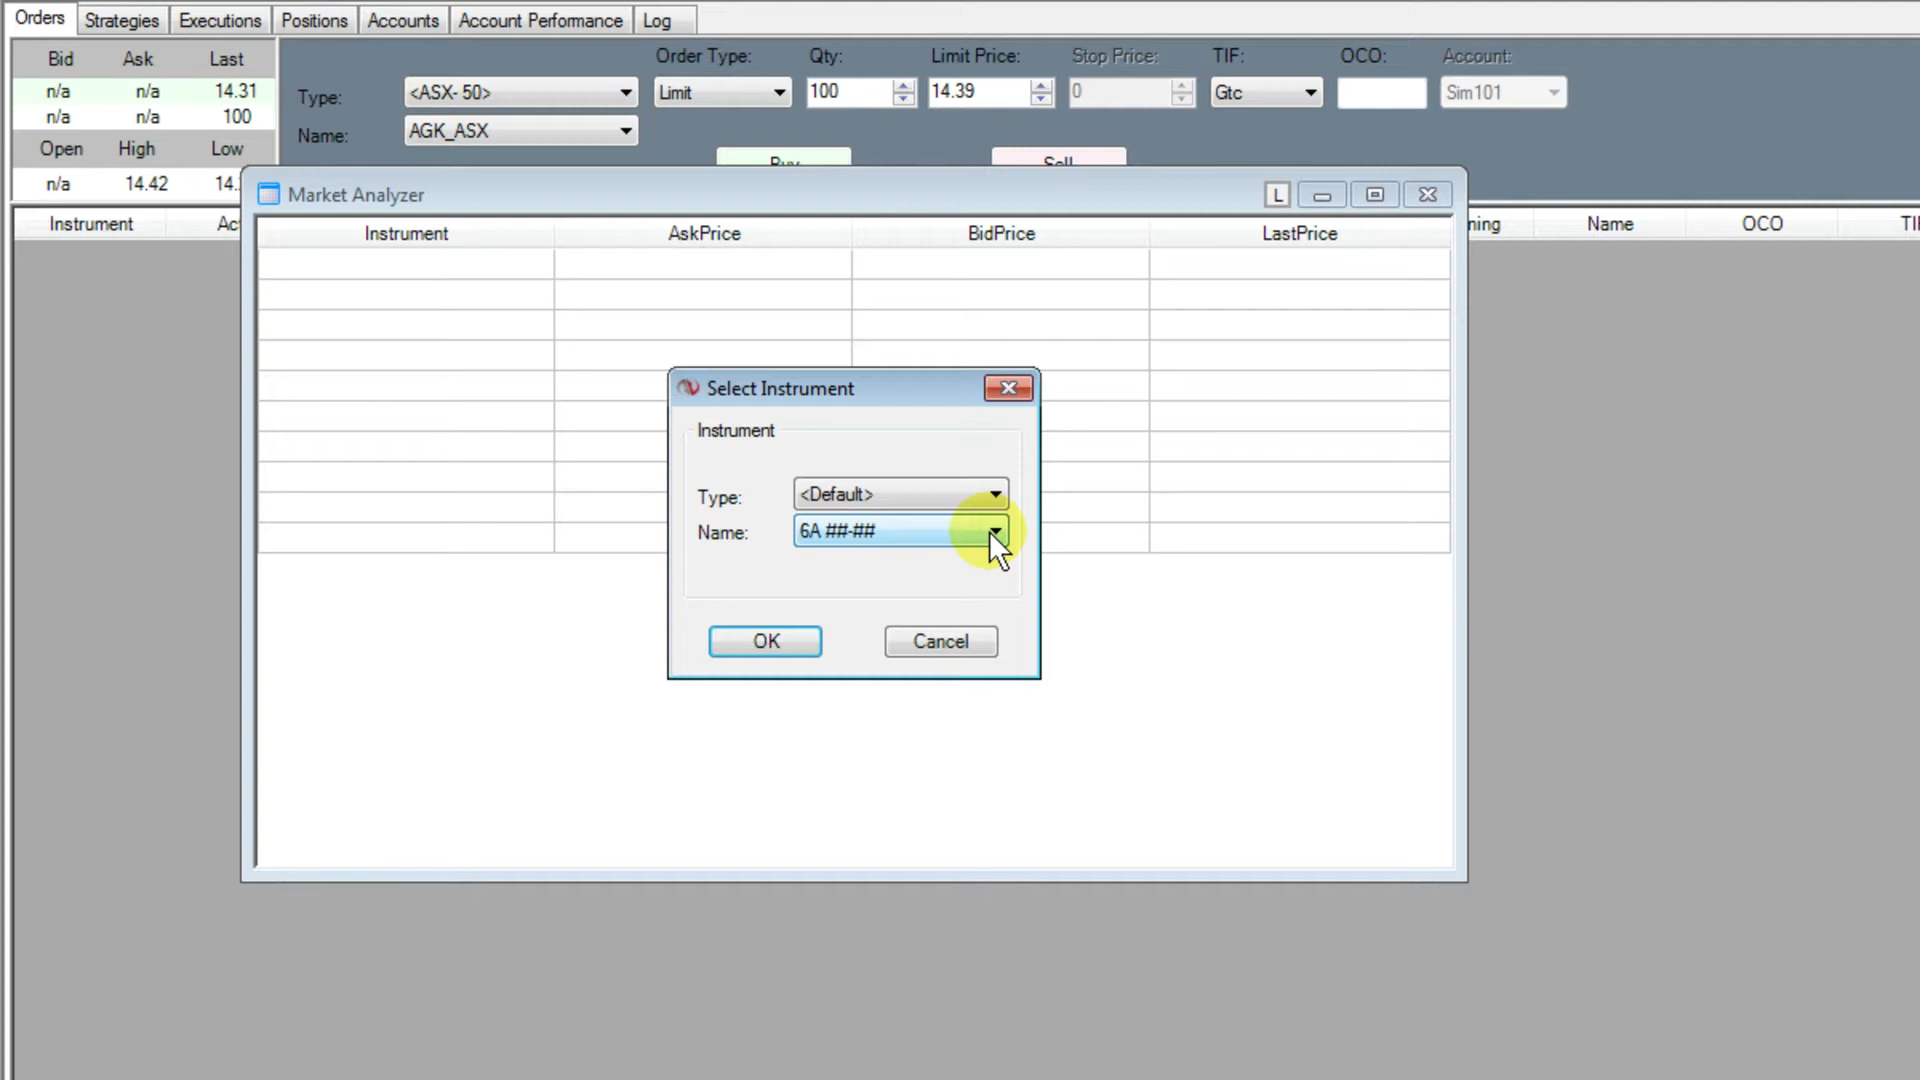 Orders Strategies Executions Positions Accounts Account Performance Log
Bid Ask Last
n/a n/a 14.31
n/a n/a 100
Open High Low
n/a 14.42
Order Type: Qty: Limit Price: Stop Price: TIF: OCO: Account:
Type: <ASX- 50> Limit 100 14.39 0 Gtc Sim101
Name: AGK_ASX
Buy Sell
Market Analyzer L
Instrument Name OCO
Instrument AskPrice BidPrice LastPrice
Select Instrument
Instrument
Type: <Default>
Name: 6A ##-##
OK Cancel